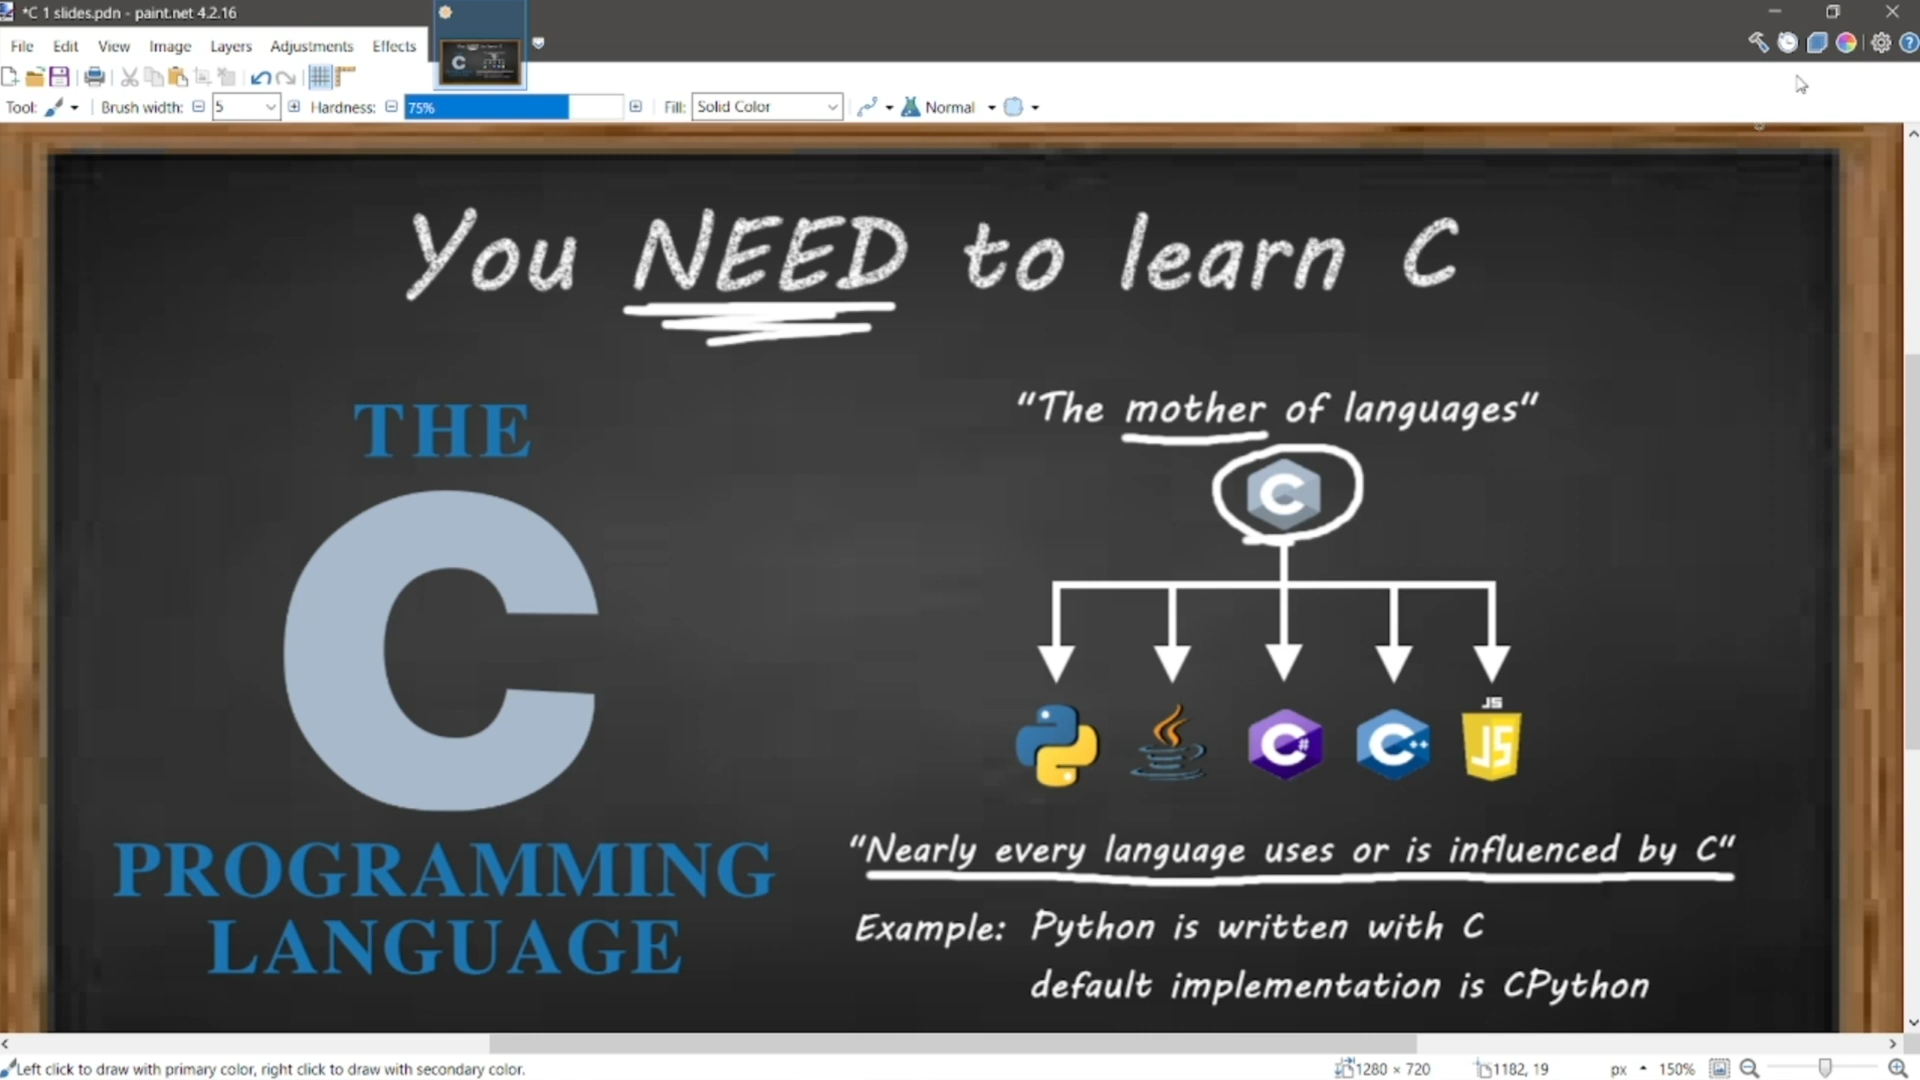 *C 1 slides.pdn - paint.net 4.2.16
File Edit View Image Layers Adjustments Effects
Tool: Brush width: 5 Hardness: 75% Fill: Solid Color Normal
You NEED to learn C
THE
C
PROGRAMMING
LANGUAGE
"The mother of languages"
C
JS
C# C++ JS
"Nearly every language uses or is influenced by C"
Example: Python is written with C
default implementation is CPython
Left click to draw with primary color, right click to draw with secondary color. 1280 × 720 1182, 19 px 150%